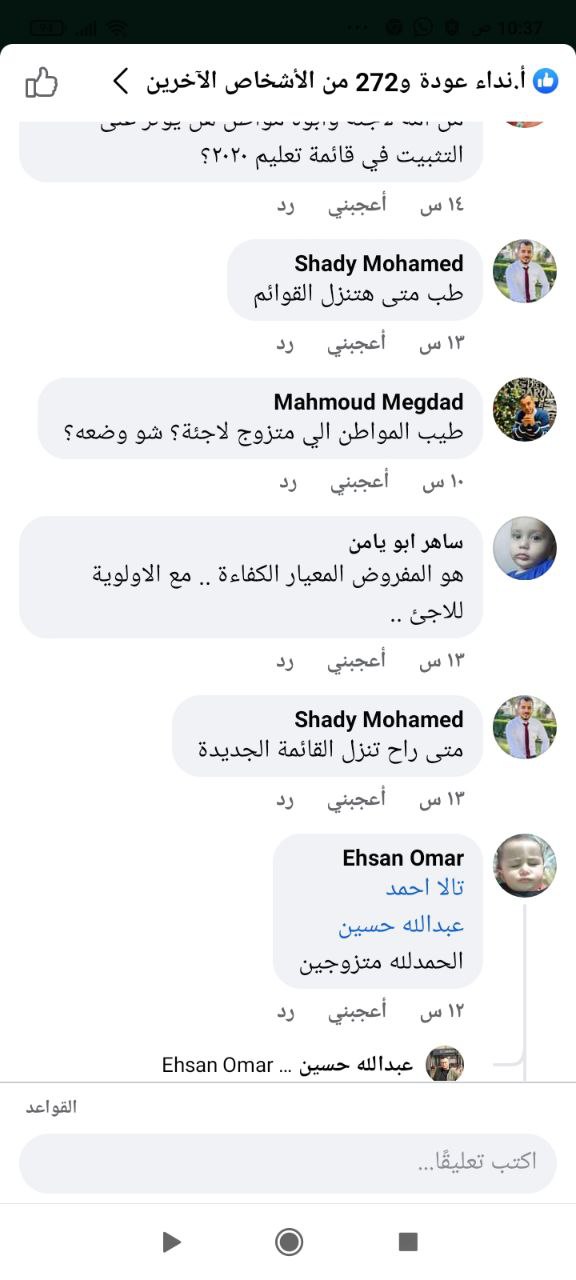 10:37 ص
أ.نداء عودة و272 من الأشخاص الآخرين
التثبيت في قائمة تعليم ٢٠٢٠؟
١٤ س أعجبني رد
Shady Mohamed
طب متى هتنزل القوائم
١٣ س أعجبني رد
Mahmoud Megdad
طيب المواطن الي متزوج لاجئة؟ شو وضعه؟
١٠ س أعجبني رد
ساهر ابو يامن
هو المفروض المعيار الكفاءة .. مع الاولوية
للاجئ ..
١٣ س أعجبني رد
Shady Mohamed
متى راح تنزل القائمة الجديدة
١٣ س أعجبني رد
Ehsan Omar
تالا احمد
عبدالله حسين
الحمدلله متزوجين
١٢ س أعجبني رد
عبدالله حسين Ehsan Omar ...
القواعد
اكتب تعليقًا...